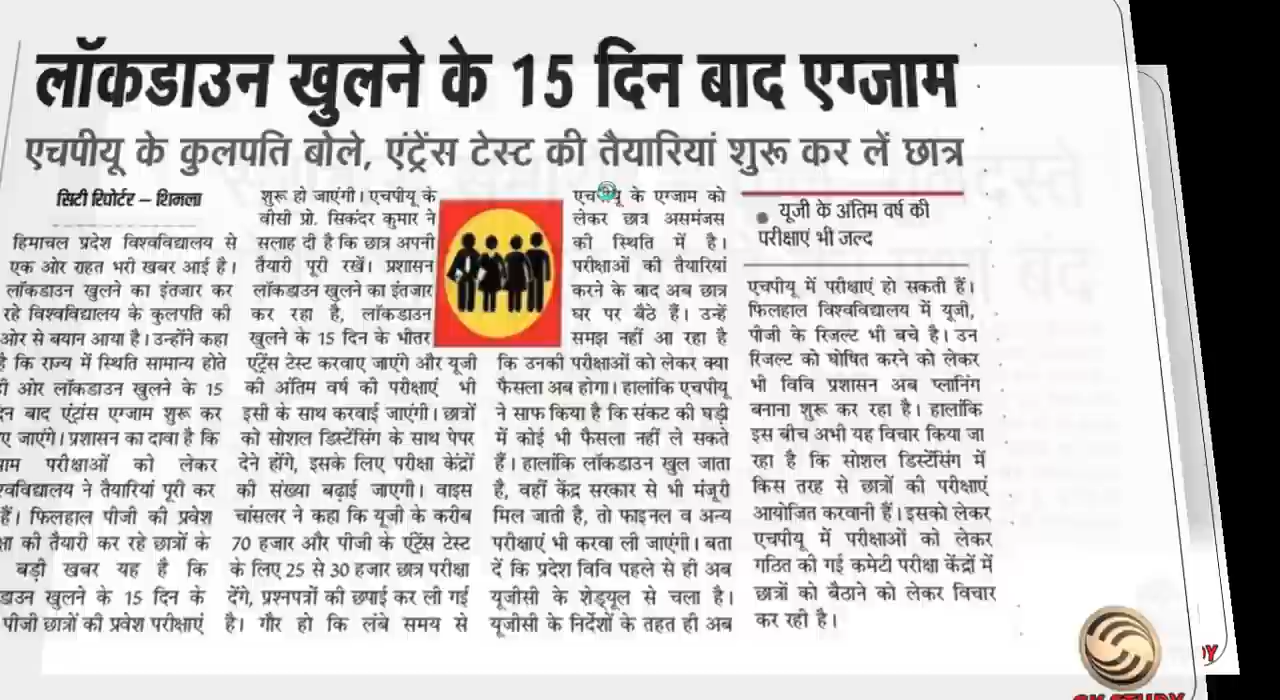 लॉकडाउन खुलने के 15 दिन बाद एग्जाम
एचपीयू के कुलपति बोले, एंट्रेंस टेस्ट की तैयारियां शुरू कर लें छात्र
सिटी रिपोर्टर – शिमला
हिमाचल प्रदेश विश्वविद्यालय से
एक ओर राहत भरी खबर आई है।
लॉकडाउन खुलने का इंतजार कर
रहे विश्वविद्यालय के कुलपति की
ओर से बयान आया है। उन्होंने कहा
है कि राज्य में स्थिति सामान्य होते
ही ओर लॉकडाउन खुलने के 15
बाद एंट्रांस एग्जाम शुरू कर
जाएंगे। प्रशासन का दावा है कि
परीक्षाओं को लेकर
ने तैयारियां पूरी कर
हैं। फिलहाल पीजी की प्रवेश
की तैयारी कर रहे छात्रों के
बड़ी खबर यह है कि
खुलने के 15 दिन के
पीजी छात्रों की प्रवेश परीक्षाएं
शुरू हो जाएंगी। एचपीयू के
वीसी प्रो. सिकंदर कुमार ने
सलाह दी है कि छात्र अपनी
तैयारी पूरी रखें। प्रशासन
लॉकडाउन खुलने का इंतजार
कर रहा है, लॉकडाउन
खुलने के 15 दिन के भीतर
एंट्रेंस टेस्ट करवाए जाएंगे और यूजी
की अंतिम वर्ष की परीक्षाएं भी
इसी के साथ करवाई जाएंगी। छात्रों
को सोशल डिस्टेंसिंग के साथ पेपर
देने होंगे, इसके लिए परीक्षा केंद्रों
की संख्या बढ़ाई जाएगी। वाइस
चांसलर ने कहा कि यूजी के करीब
70 हजार और पीजी के एंट्रेंस टेस्ट
के लिए 25 से 30 हजार छात्र परीक्षा
देंगे, प्रश्नपत्रों की छपाई कर ली गई
है। गौर हो कि लंबे समय से
एचपीयू के एग्जाम को
लेकर छात्र असमंजस
की स्थिति में है।
परीक्षाओं की तैयारियां
करने के बाद अब छात्र
घर पर बैठे हैं। उन्हें
समझ नहीं आ रहा है
कि उनकी परीक्षाओं को लेकर क्या
फैसला अब होगा। हालांकि एचपीयू
ने साफ किया है कि संकट की घड़ी
में कोई भी फैसला नहीं ले सकते
हैं। हालांकि लॉकडाउन खुल जाता
है, वहीं केंद्र सरकार से भी मंजूरी
मिल जाती है, तो फाइनल व अन्य
परीक्षाएं भी करवा ली जाएंगी। बता
दें कि प्रदेश विवि पहले से ही अब
यूजीसी के शेड्यूल से चला है।
यूजीसी के निर्देशों के तहत ही अब
यूजी के अंतिम वर्ष की
परीक्षाएं भी जल्द
एचपीयू में परीक्षाएं हो सकती हैं।
फिलहाल विश्वविद्यालय में यूजी,
पीजी के रिजल्ट भी बचे है। उन
रिजल्ट को घोषित करने को लेकर
भी विवि प्रशासन अब प्लानिंग
बनाना शुरू कर रहा है। हालांकि
इस बीच अभी यह विचार किया जा
रहा है कि सोशल डिस्टेंसिंग में
किस तरह से छात्रों की परीक्षाएं
आयोजित करवानी हैं। इसको लेकर
एचपीयू में परीक्षाओं को लेकर
गठित की गई कमेटी परीक्षा केंद्रों में
छात्रों को बैठाने को लेकर विचार
कर रही है।